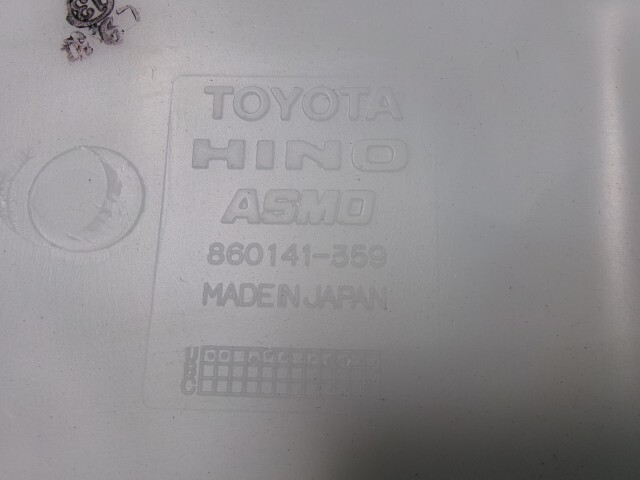 TOYOTA
HINO
ASMO
860141-359
MADE IN JAPAN
U
B
C